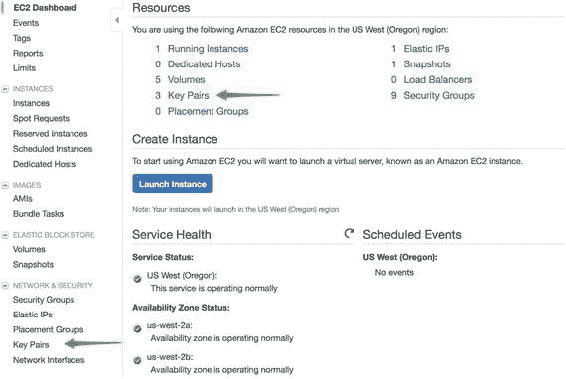 EC2 Dashboard
Events
Tags
Reports
Limits
INSTANCES
Instances
Spot Requests
Reserved Instances
Scheduled Instances
Dedicated Hosts
IMAGES
AMIs
Bundle Tasks
ELASTIC BLOCK STORE
Volumes
Snapshots
NETWORK & SECURITY
Security Groups
Elastic IPs
Placement Groups
Key Pairs
Network Interfaces
Resources
You are using the following Amazon EC2 resources in the US West (Oregon) region:
1 Running Instances
0 Dedicated Hosts
5 Volumes
3 Key Pairs
0 Placement Groups
1 Elastic IPs
1 Snapshots
0 Load Balancers
9 Security Groups
Create Instance
To start using Amazon EC2 you will want to launch a virtual server, known as an Amazon EC2 instance.
Launch Instance
Note: Your instances will launch in the US West (Oregon) region
Service Health
Service Status:
US West (Oregon):
This service is operating normally
Availability Zone Status:
us-west-2a:
Availability zone is operating normally
us-west-2b:
Availability zone is operating normally
Scheduled Events
US West (Oregon):
No events